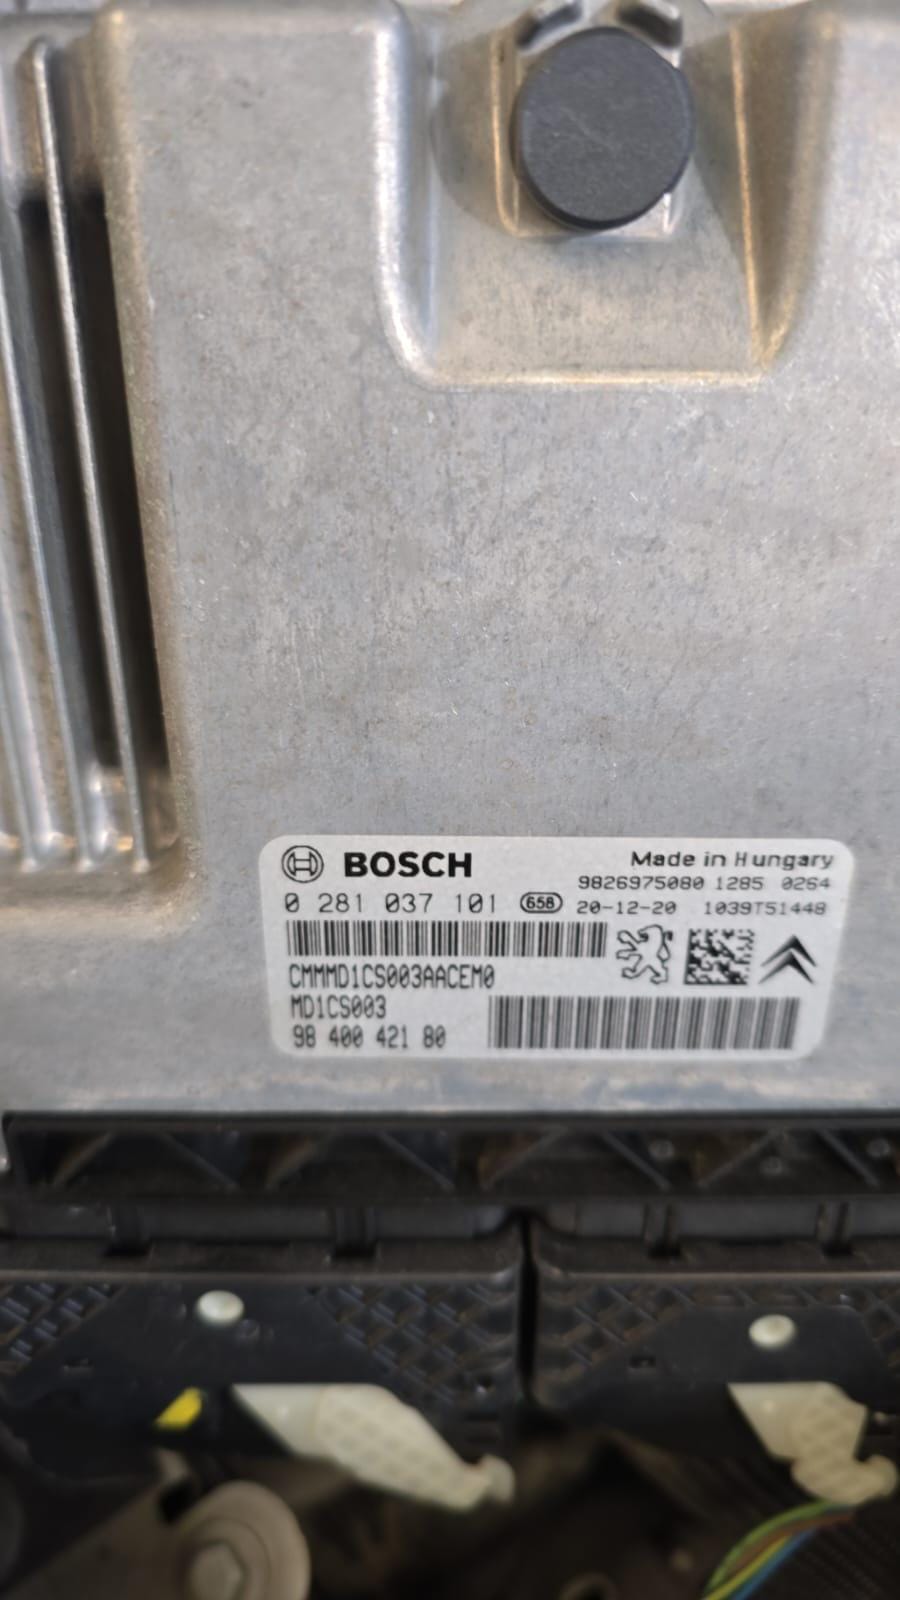 BOSCH
Made in Hungary
9826975080 1285 0264
0 281 037 101 658 20-12-20 1039T51448
CMMMD1CS003AACEM0
MD1CS003
98 400 421 80